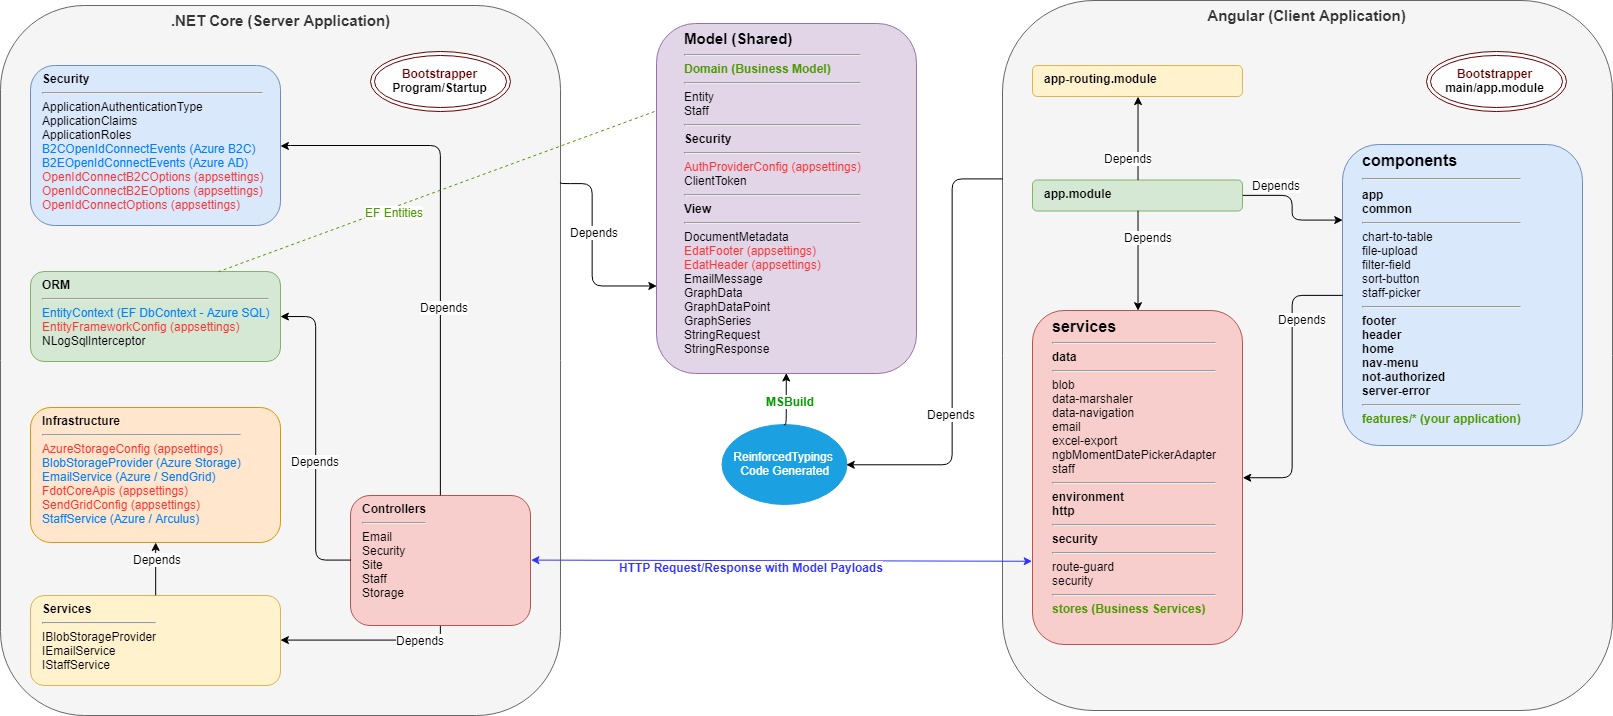 .NET Core (Server Application)
Bootstrapper
Program/Startup
Security
ApplicationAuthenticationType
ApplicationClaims
ApplicationRoles
B2COpenIdConnectEvents (Azure B2C)
B2EOpenIdConnectEvents (Azure AD)
OpenIdConnectB2COptions (appsettings)
OpenIdConnectB2EOptions (appsettings)
OpenIdConnectOptions (appsettings)
EF Entities
ORM
EntityContext (EF DbContext - Azure SQL)
EntityFrameworkConfig (appsettings)
NLogSqlInterceptor
Depends
Infrastructure
AzureStorageConfig (appsettings)
BlobStorageProvider (Azure Storage)
EmailService (Azure / SendGrid)
FdotCoreApis (appsettings)
SendGridConfig (appsettings)
StaffService (Azure / Arculus)
Depends
Depends
Controllers
Email
Security
Site
Staff
Storage
Services
IBlobStorageProvider
IEmailService
IStaffService
Depends
Depends
Model (Shared)
Domain (Business Model)
Entity
Staff
Security
AuthProviderConfig (appsettings)
ClientToken
View
DocumentMetadata
EdatFooter (appsettings)
EdatHeader (appsettings)
EmailMessage
GraphData
GraphDataPoint
GraphSeries
StringRequest
StringResponse
MSBuild
ReinforcedTypings
Code Generated
Depends
HTTP Request/Response with Model Payloads
Angular (Client Application)
Bootstrapper
main/app.module
app-routing.module
Depends
app.module
Depends
Depends
components
app
common
chart-to-table
file-upload
filter-field
sort-button
staff-picker
footer
header
home
nav-menu
not-authorized
server-error
features/* (your application)
Depends
services
data
blob
data-marshaler
data-navigation
email
excel-export
ngbMomentDatePickerAdapter
staff
environment
http
security
route-guard
security
stores (Business Services)